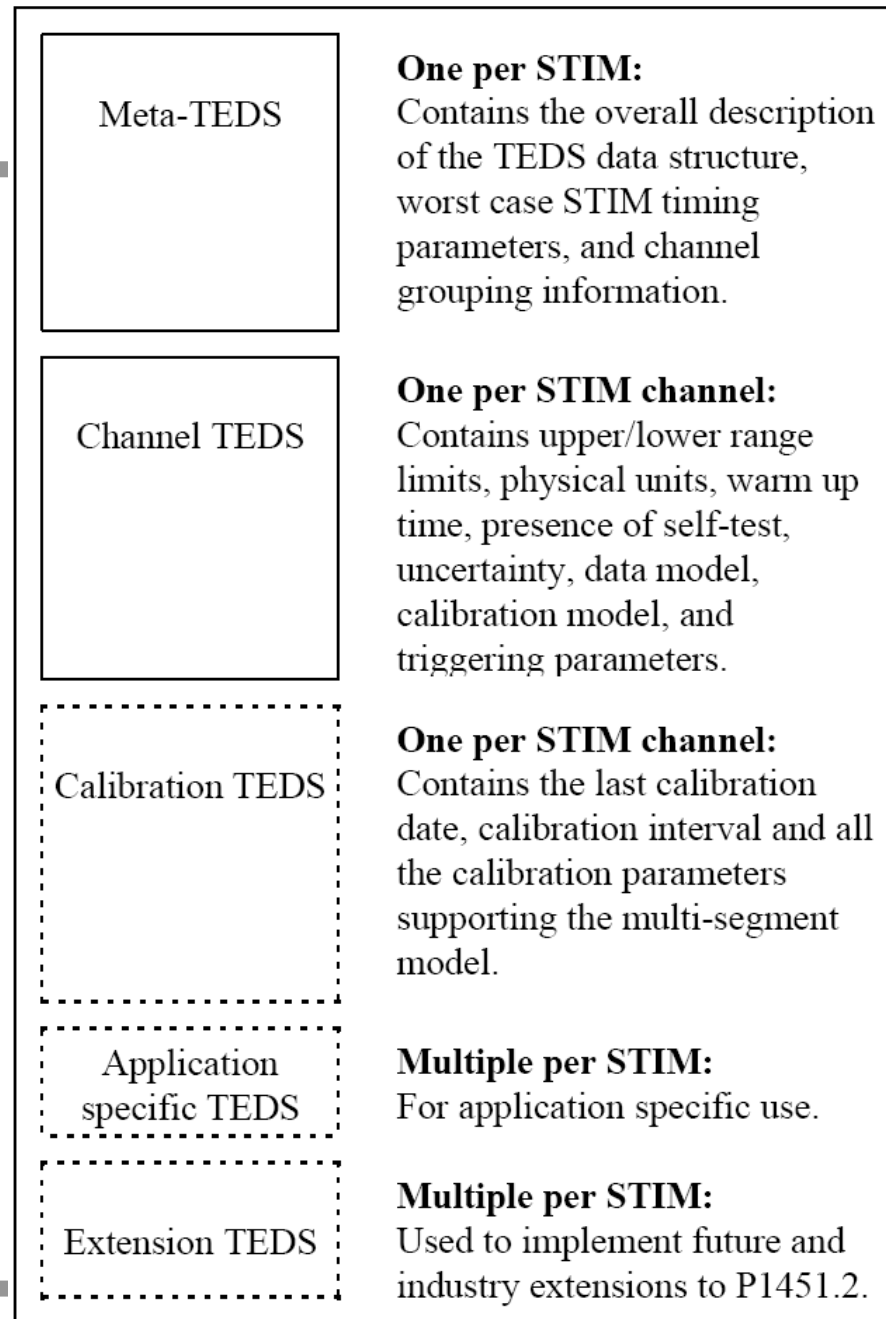 Meta-TEDS
One per STIM:
Contains the overall description
of the TEDS data structure,
worst case STIM timing
parameters, and channel
grouping information.
Channel TEDS
One per STIM channel:
Contains upper/lower range
limits, physical units, warm up
time, presence of self-test,
uncertainty, data model,
calibration model, and
triggering parameters.
Calibration TEDS
One per STIM channel:
Contains the last calibration
date, calibration interval and all
the calibration parameters
supporting the multi-segment
model.
Application
specific TEDS
Multiple per STIM:
For application specific use.
Extension TEDS
Multiple per STIM:
Used to implement future and
industry extensions to P1451.2.